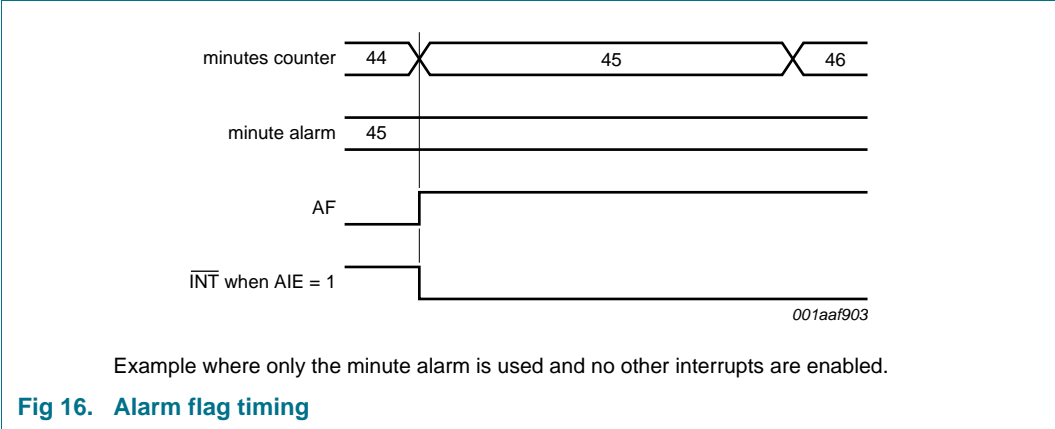 minutes counter 44 45 46
minute alarm 45
AF
INT when AIE = 1
001aaf903
Example where only the minute alarm is used and no other interrupts are enabled.
Fig 16. Alarm flag timing